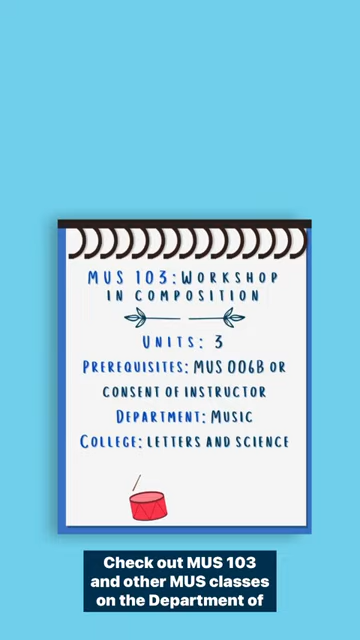 MUS 103: WORKSHOP
IN COMPOSITION
UNITS: 3
PREREQUISITES: MUS 006B OR
CONSENT OF INSTRUCTOR
DEPARTMENT: MUSIC
COLLEGE: LETTERS AND SCIENCE
Check out MUS 103
and other MUS classes
on the Department of